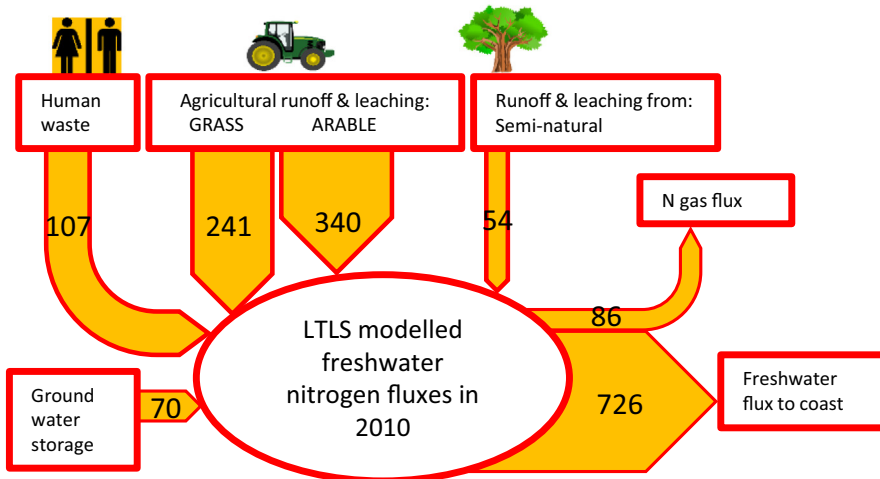 Human
waste
Agricultural runoff & leaching:
GRASS ARABLE
Runoff & leaching from:
Semi-natural
N gas flux
107
241
340
54
86
LTLS modelled
freshwater
nitrogen fluxes in
2010
Ground
water
storage
70
726
Freshwater
flux to coast